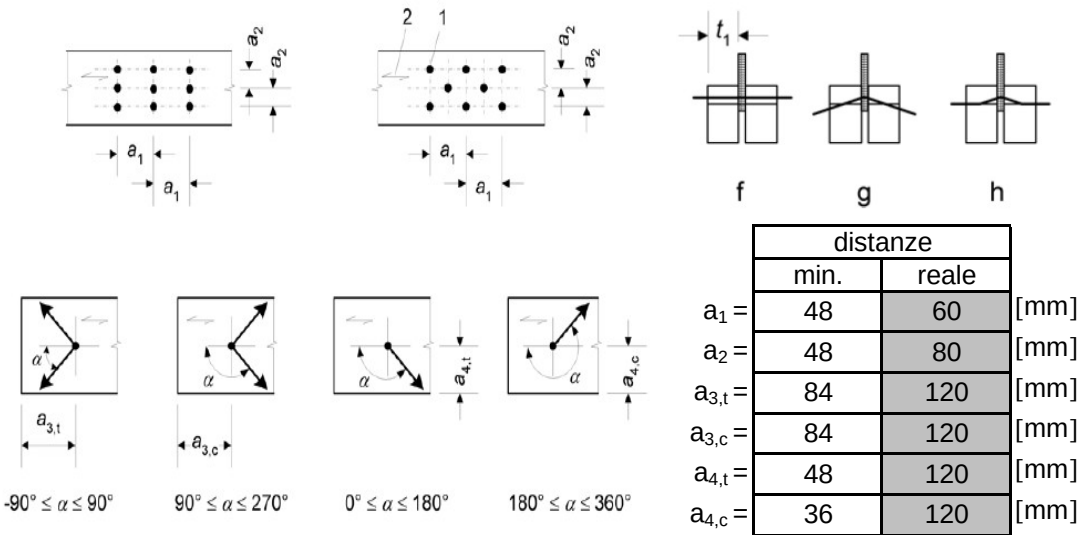 2 1
a2 a2
a2 a2
t1
a1 a1
a1 a1
f g h
distanze
min. reale
a1 = 48 60 [mm]
a2 = 48 80 [mm]
a3,t = 84 120 [mm]
a3,c = 84 120 [mm]
a4,t = 48 120 [mm]
a4,c = 36 120 [mm]
α α α α
a4,t a4,c
a3,t a3,c
-90° ≤ α ≤ 90° 90° ≤ α ≤ 270° 0° ≤ α ≤ 180° 180° ≤ α ≤ 360°